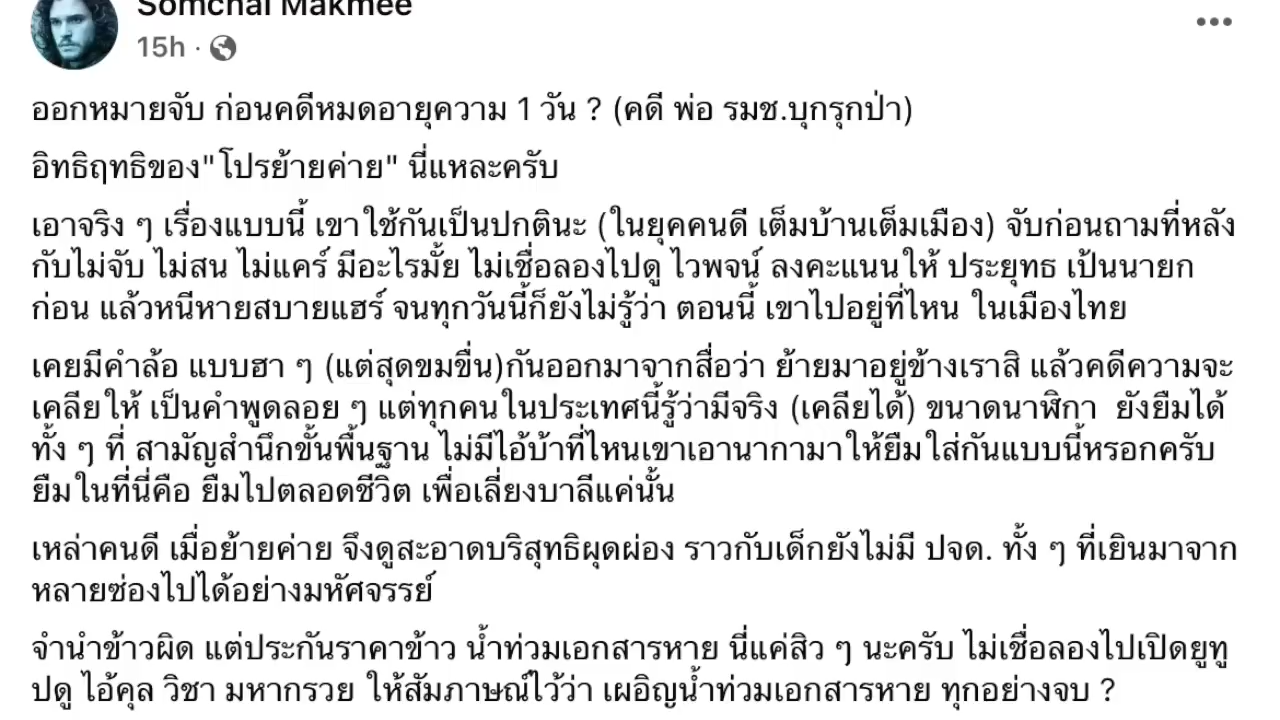 Somchai Makmee
15h ·
ออกหมายจับ ก่อนคดีหมดอายุความ 1 วัน ? (คดี พ่อ รมช.บุกรุกป่า)
อิทธิฤทธิของ"โปรย้ายค่าย" นี่แหละครับ
เอาจริง ๆ เรื่องแบบนี้ เขาใช้กันเป็นปกตินะ (ในยุคคนดี เต็มบ้านเต็มเมือง) จับก่อนถามที่หลัง
กับไม่จับ ไม่สน ไม่แคร์ มีอะไรมั้ย ไม่เชื่อลองไปดู ไวพจน์ ลงคะแนนให้ ประยุทธ เป้นนายก
ก่อน แล้วหนีหายสบายแฮร์ จนทุกวันนี้ก็ยังไม่รู้ว่า ตอนนี้ เขาไปอยู่ที่ไหน ในเมืองไทย
เคยมีคำล้อ แบบฮา ๆ (แต่สุดขมขื่น)กันออกมาจากสื่อว่า ย้ายมาอยู่ข้างเราสิ แล้วคดีความจะ
เคลียให้ เป็นคำพูดลอย ๆ แต่ทุกคนในประเทศนี้รู้ว่ามีจริง (เคลียได้) ขนาดนาฬิกา ยังยืมได้
ทั้ง ๆ ที่ สามัญสำนึกขั้นพื้นฐาน ไม่มีไอ้บ้าที่ไหนเขาเอานากามาให้ยืมใส่กันแบบนี้หรอกครับ
ยืมในที่นี่คือ ยืมไปตลอดชีวิต เพื่อเลี่ยงบาลีแค่นั้น
เหล่าคนดี เมื่อย้ายค่าย จึงดูสะอาดบริสุทธิผุดผ่อง ราวกับเด็กยังไม่มี ปจด. ทั้ง ๆ ที่เยินมาจาก
หลายซ่องไปได้อย่างมหัศจรรย์
จำนำข้าวผิด แต่ประกันราคาข้าว น้ำท่วมเอกสารหาย นี่แค่สิว ๆ นะครับ ไม่เชื่อลองไปเปิดยูทู
ปดู ไอ้คุล วิชา มหากรวย ให้สัมภาษณ์ไว้ว่า เผอิญน้ำท่วมเอกสารหาย ทุกอย่างจบ ?